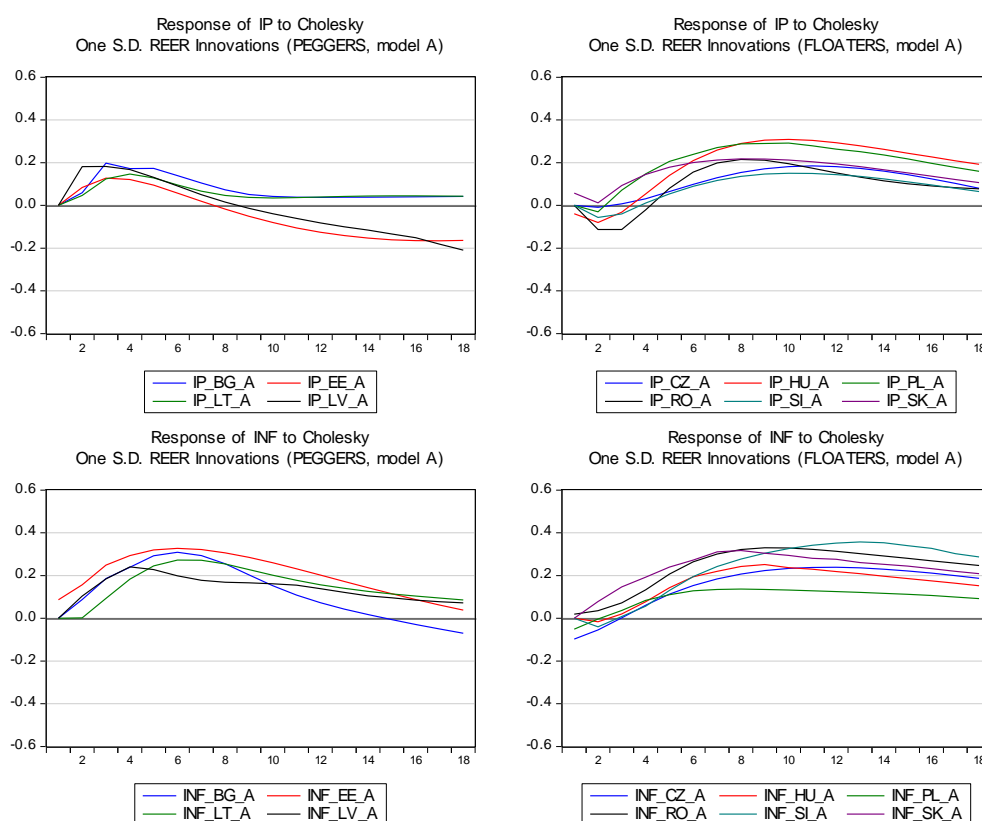 Response of IP to Cholesky
One S.D. REER Innovations (PEGGERS, model A)
0.6
0.4
0.2
0.0
-0.2
-0.4
-0.6
2 4 6 8 10 12 14 16 18
IP_BG_A IP_EE_A
IP_LT_A IP_LV_A
Response of IP to Cholesky
One S.D. REER Innovations (FLOATERS, model A)
0.6
0.4
0.2
0.0
-0.2
-0.4
-0.6
2 4 6 8 10 12 14 16 18
IP_CZ_A IP_HU_A IP_PL_A
IP_RO_A IP_SI_A IP_SK_A
Response of INF to Cholesky
One S.D. REER Innovations (PEGGERS, model A)
0.6
0.4
0.2
0.0
-0.2
-0.4
-0.6
2 4 6 8 10 12 14 16 18
INF_BG_A INF_EE_A
INF_LT_A INF_LV_A
Response of INF to Cholesky
One S.D. REER Innovations (FLOATERS, model A)
0.6
0.4
0.2
0.0
-0.2
-0.4
-0.6
2 4 6 8 10 12 14 16 18
INF_CZ_A INF_HU_A INF_PL_A
INF_RO_A INF_SI_A INF_SK_A